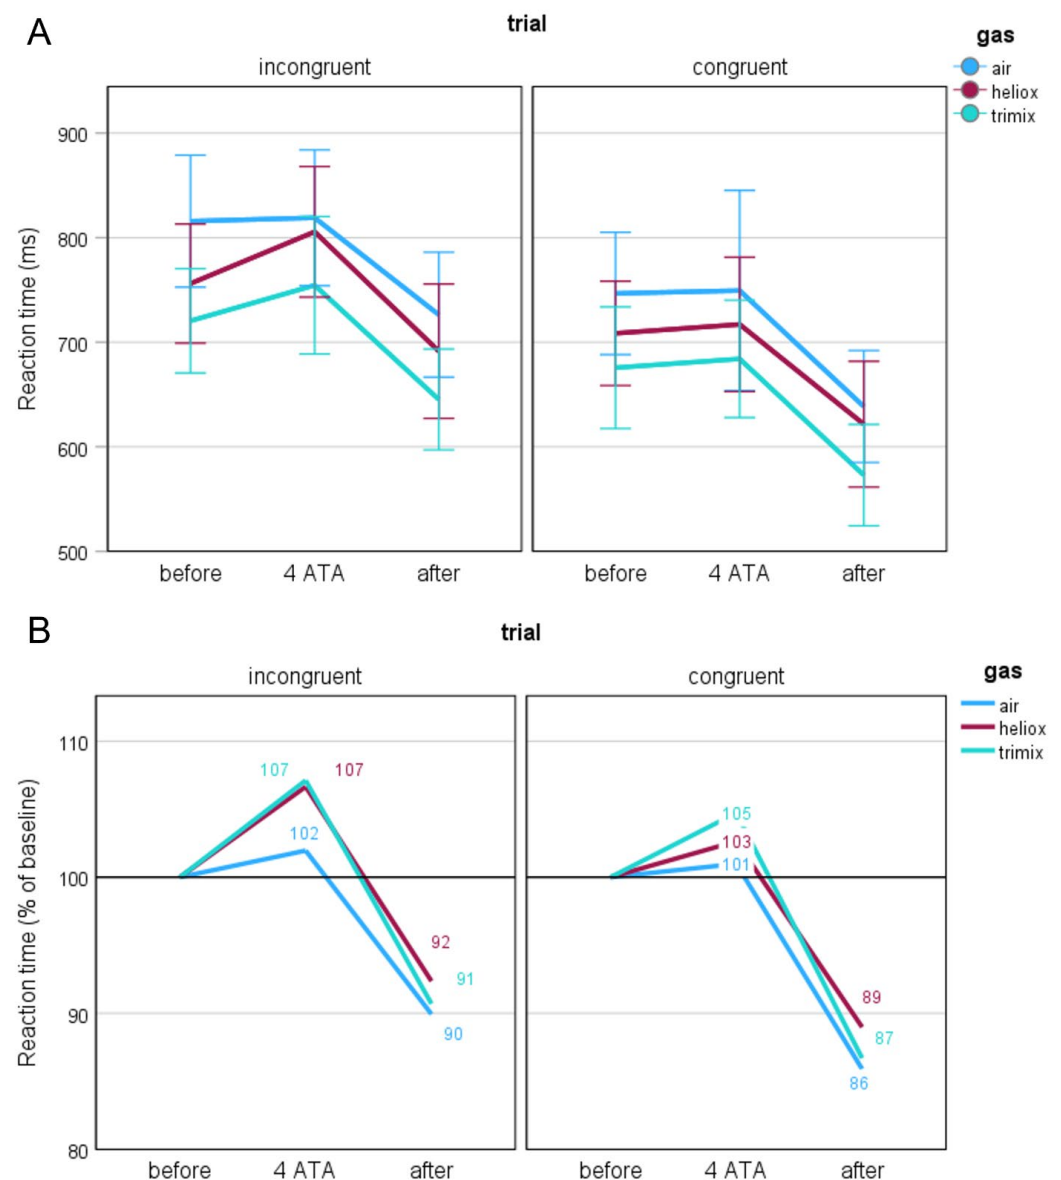 A
trial
incongruent
congruent
gas
air
heliox
trimix
900
800
700
600
500
Reaction time (ms)
before
4 ATA
after
before
4 ATA
after
B
trial
incongruent
congruent
gas
air
heliox
trimix
110
100
90
80
Reaction time (% of baseline)
107
107
102
92
91
90
105
103
101
89
87
86
before
4 ATA
after
before
4 ATA
after